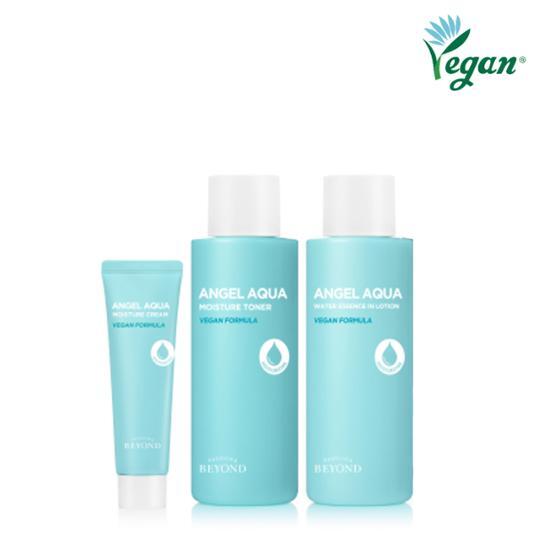 Vegan®
ANGEL AQUA
MOISTURE CREAM
VEGAN FORMULA
BEYOND
ANGEL AQUA
MOISTURE TONER
VEGAN FORMULA
BEYOND
ANGEL AQUA
WATER ESSENCE IN LOTION
VEGAN FORMULA
BEYOND